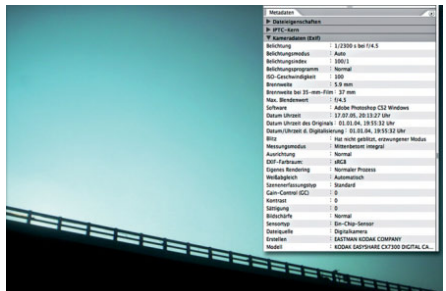 Metadaten
Dateieigenschaften
IPTC-Kern
Kameradaten (Exif)
Belichtung : 1/2300 s bei f/4.5
Belichtungsmodus : Auto
Belichtungsindex : 100/1
Belichtungsprogramm : Normal
ISO-Geschwindigkeit : 100
Brennweite : 5.9 mm
Brennweite bei 35-mm-Film : 37 mm
Max. Blendenwert : f/4.5
Software : Adobe Photoshop CS2 Windows
Datum Uhrzeit : 17.07.05, 20:13:27 Uhr
Datum Uhrzeit des Originals : 01.01.04, 19:55:32 Uhr
Datum/Uhrzeit d. Digitalisierung : 01.01.04, 19:55:32 Uhr
Blitz : Hat nicht geblitzt, erzwungener Modus
Messungsmodus : Mittenbetont integral
Ausrichtung : Normal
EXIF-Farbraum: : sRGB
Eigenes Rendering : Normaler Prozess
Weißabgleich : Automatisch
Szenenerfassungstyp : Standard
Gain-Control (GC) : 0
Kontrast : 0
Sättigung : 0
Bildschärfe : Normal
Sensortyp : Ein-Chip-Sensor
Dateiquelle : Digitalkamera
Erstellen : EASTMAN KODAK COMPANY
Modell : KODAK EASYSHARE CX7300 DIGITAL CA...